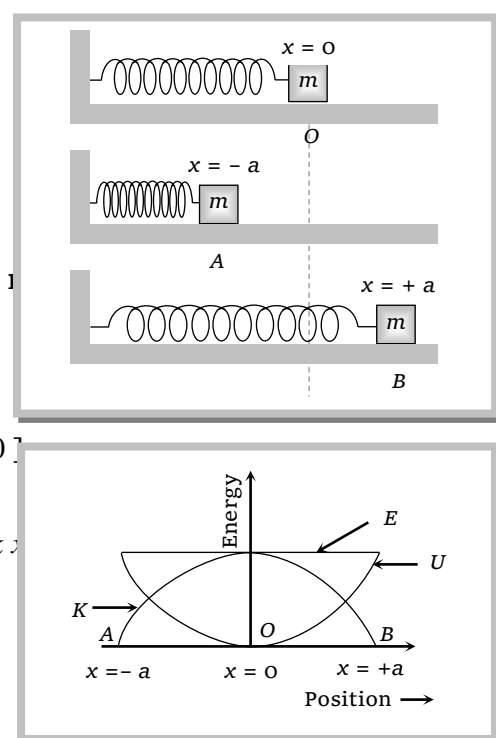 x = 0
m
O
x = – a
m
A
x = + a
m
B
Energy
E
U
K
A
O
B
x =– a
x = 0
x = +a
Position